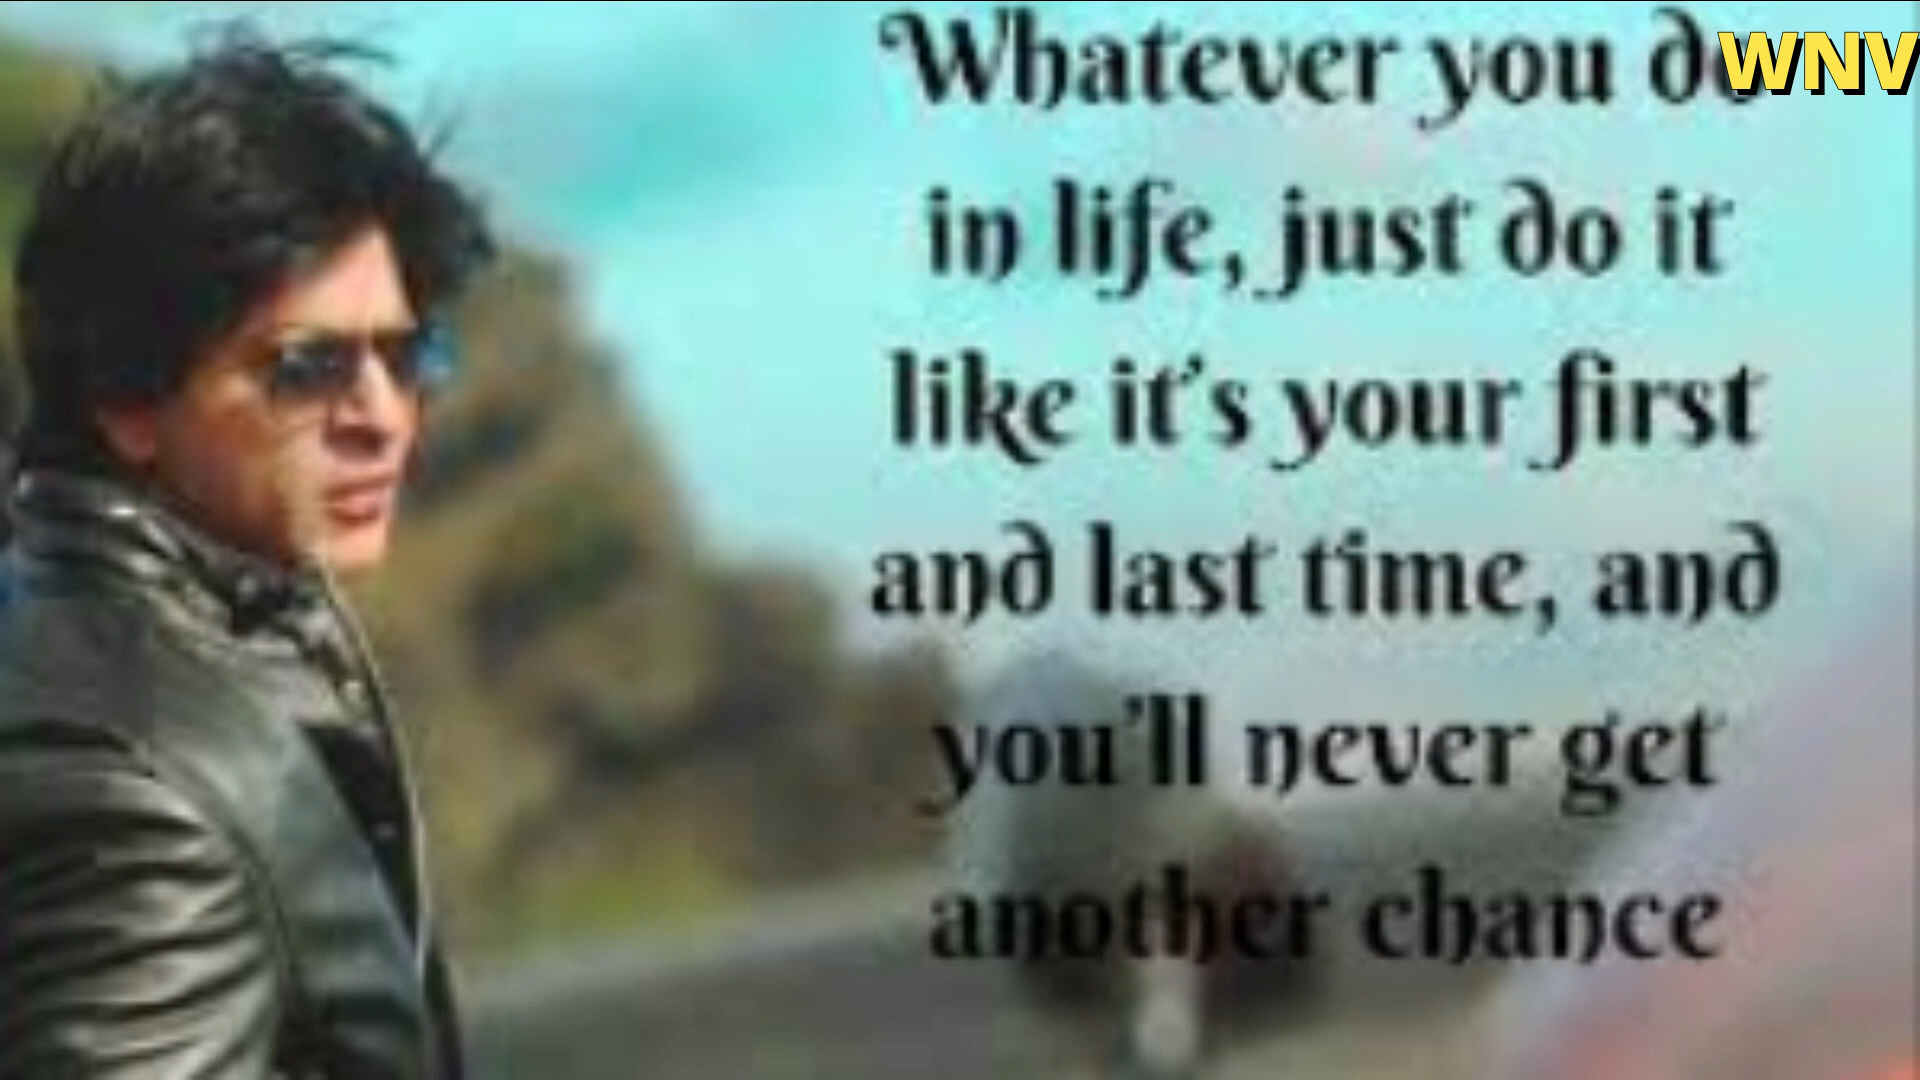 Whatever you do
WNV
in life, just do it
like it's your first
and last time, and
you'll never get
another chance